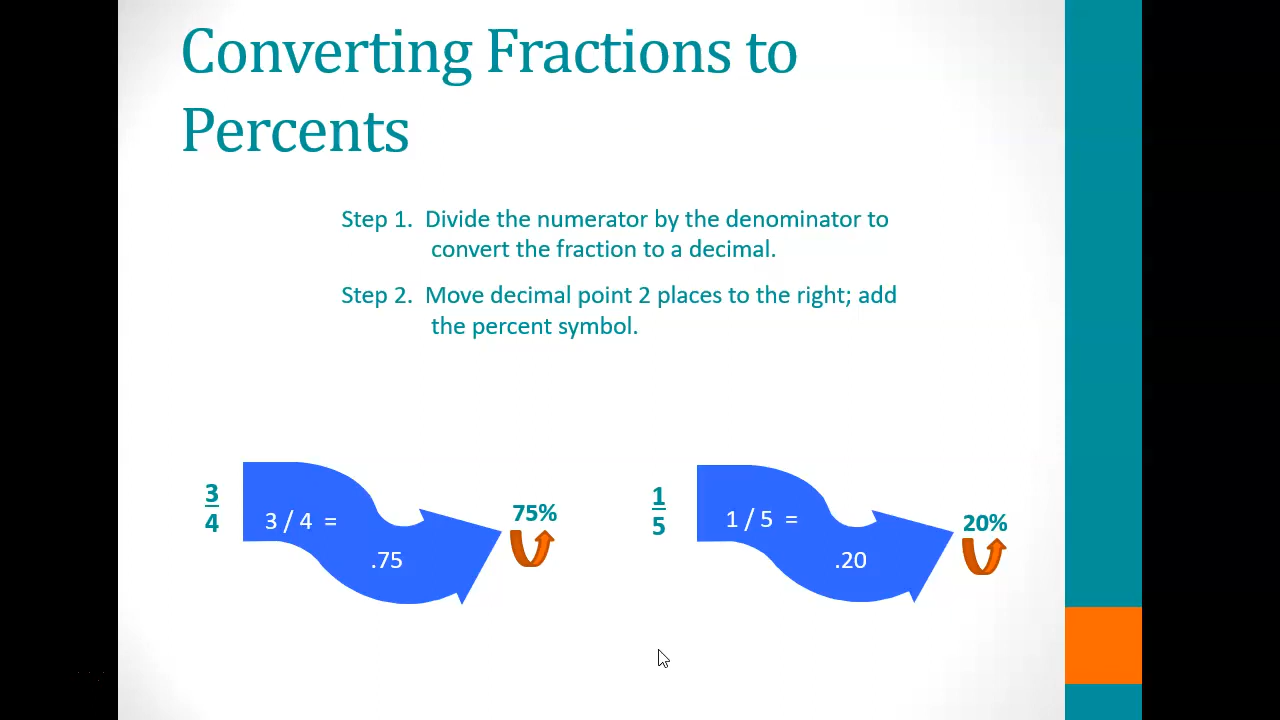 Converting Fractions to
Percents
Step 1. Divide the numerator by the denominator to
convert the fraction to a decimal.
Step 2. Move decimal point 2 places to the right; add
the percent symbol.
3
4
3 / 4 =
.75
75%
1
5
1 / 5 =
.20
20%